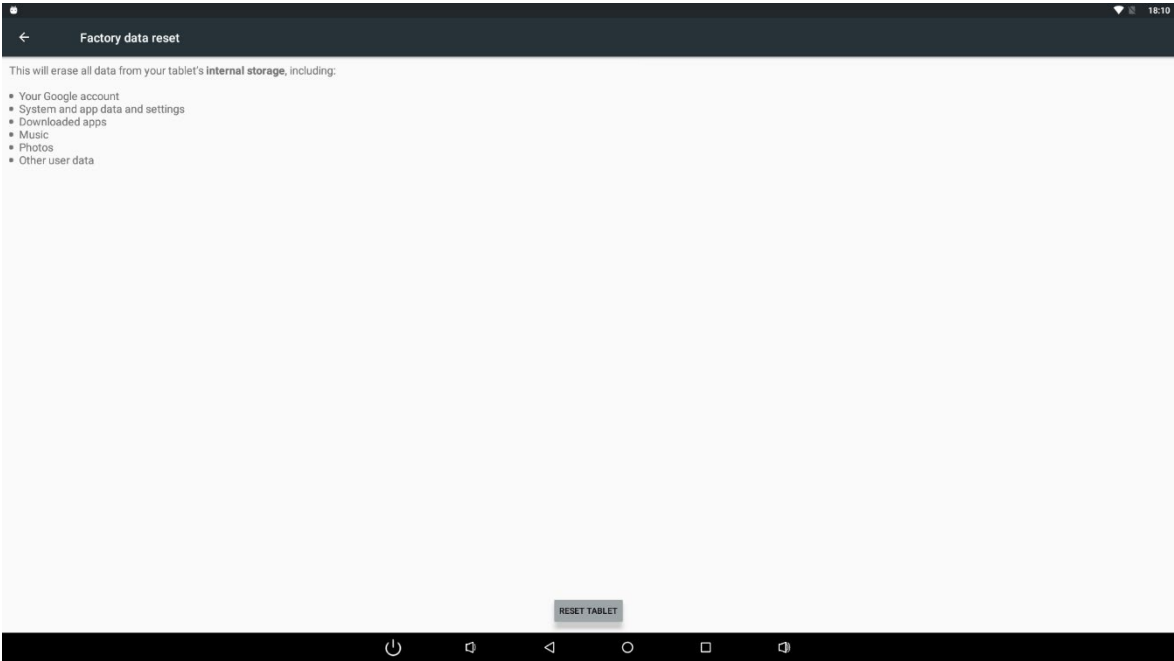 18:10
Factory data reset
This will erase all data from your tablet's internal storage, including:
Your Google account
System and app data and settings
Downloaded apps
Music
Photos
Other user data
RESET TABLET